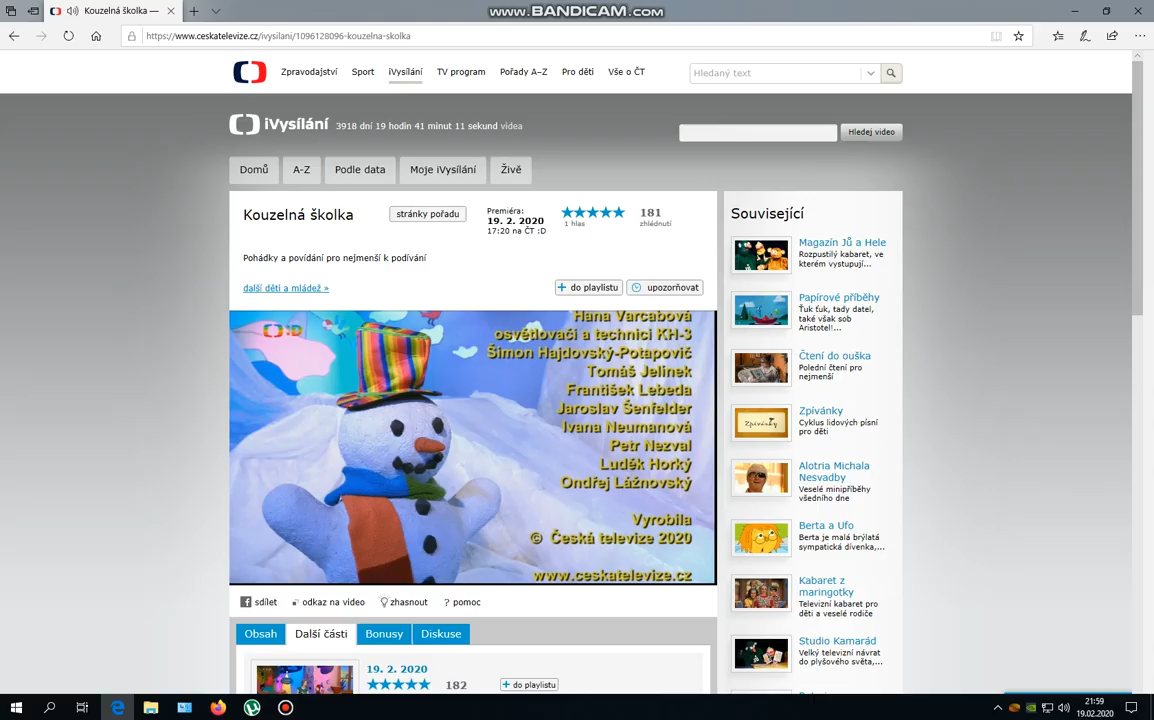 www.BANDICAM.com
Kouzelná školka —
https://www.ceskatelevize.cz/ivysilani/1096128096-kouzelna-skolka
Zpravodajství Sport iVysílání TV program Pořady A–Z Pro děti Vše o ČT
Hledaný text
iVysílání 3918 dní 19 hodin 41 minut 11 sekund videa
Hledej video
Domů A-Z Podle data Moje iVysílání Živě
Kouzelná školka
stránky pořadu
Premiéra:
19. 2. 2020
17:20 na ČT :D
1 hlas
181
zhlédnutí
Pohádky a povídání pro nejmenší k podívání
další děti a mládež »
+ do playlistu
upozorňovat
:D
Hana Varcabová
osvětlovači a technici KH-3
Šimon Hajdovský-Potapovič
Tomáš Jelínek
František Lebeda
Jaroslav Šenfelder
Ivana Neumanová
Petr Nezval
Luděk Horký
Ondřej Lážnovský
Vyrobila
© Česká televize 2020
www.ceskatelevize.cz
sdílet odkaz na video zhasnout ? pomoc
Obsah Další části Bonusy Diskuse
19. 2. 2020
182
+ do playlistu
Související
Magazín Jů a Hele
Rozpustilý kabaret, ve
kterém vystupují...
Papírové příběhy
Ťuk ťuk, tady datel,
také však sob
Aristotel!...
Čtení do ouška
Polední čtení pro
nejmenší
Zpívánky
Zpívánky
Cyklus lidových písní
pro děti
Alotria Michala
Nesvadby
Veselé minipříběhy
všedního dne
Berta a Ufo
Berta je malá brýlatá
sympatická dívenka,...
Kabaret z
maringotky
Televizní kabaret pro
děti a veselé rodiče
Studio Kamarád
Velký televizní návrat
do plyšového světa,...
21:59
19.02.2020